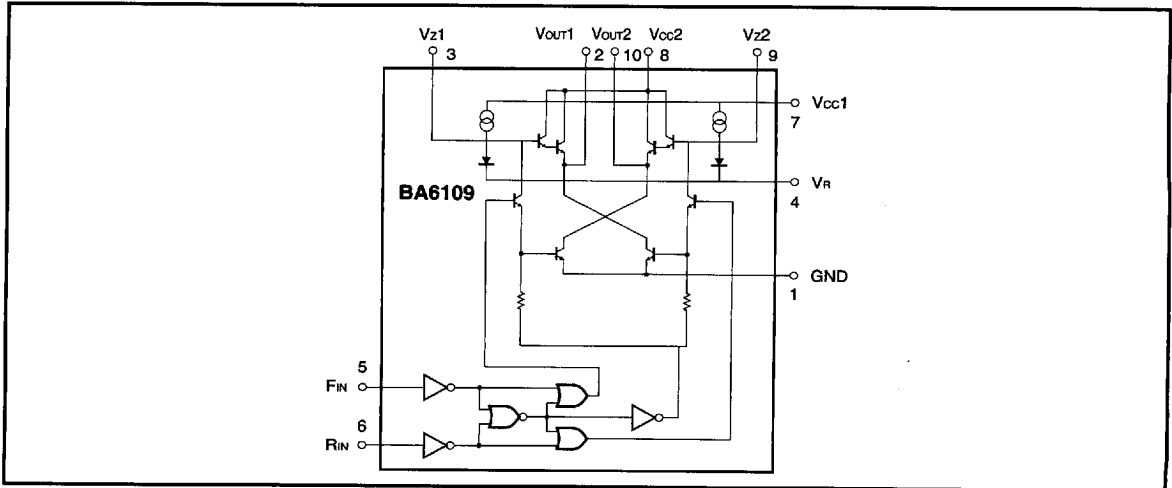 Vz1 VOUT1 VOUT2 VCC2 Vz2
3 2 10 8 9
VCC1
7
VR
4
BA6109
GND
1
5
FIN
6
RIN